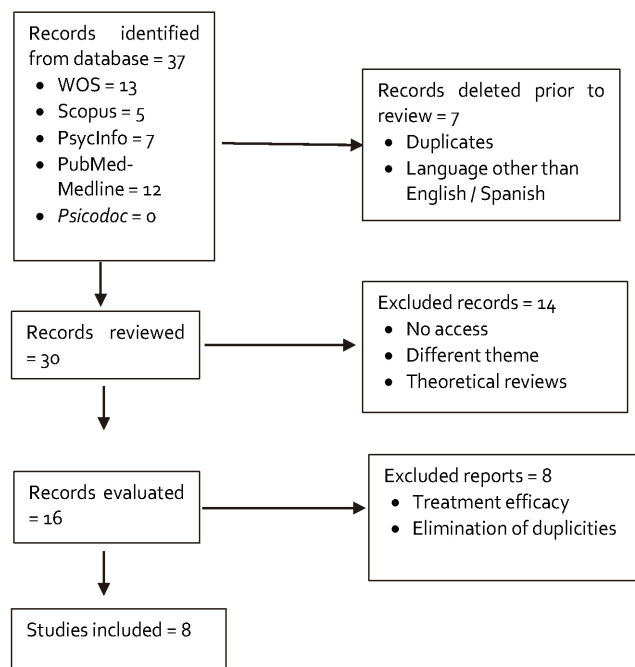 Records identified
from database = 37
• WOS = 13
• Scopus = 5
• PsycInfo = 7
• PubMed-
Medline = 12
• Psicodoc = 0
Records deleted prior to
review = 7
• Duplicates
• Language other than
English / Spanish
Records reviewed
= 30
Excluded records = 14
• No access
• Different theme
• Theoretical reviews
Records evaluated
= 16
Excluded reports = 8
• Treatment efficacy
• Elimination of duplicities
Studies included = 8